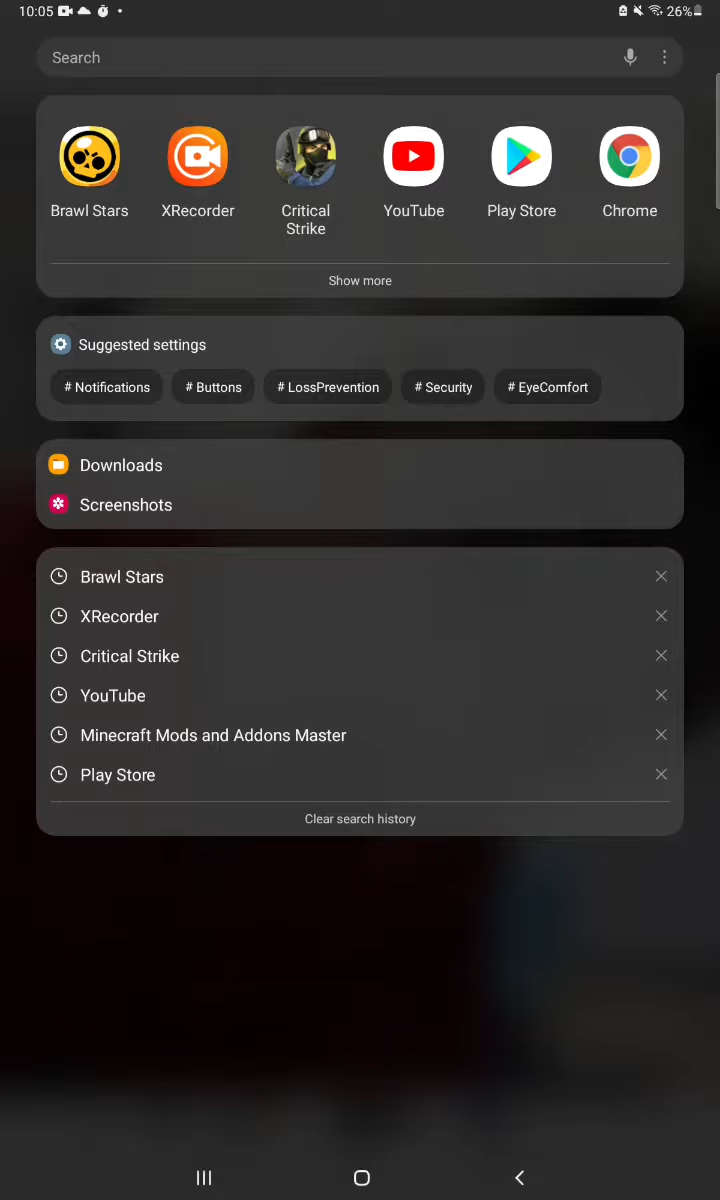 10:05
26%
Search
Brawl Stars
XRecorder
Critical
Strike
YouTube
Play Store
Chrome
Show more
Suggested settings
# Notifications
# Buttons
# LossPrevention
# Security
# EyeComfort
Downloads
Screenshots
Brawl Stars
XRecorder
Critical Strike
YouTube
Minecraft Mods and Addons Master
Play Store
Clear search history